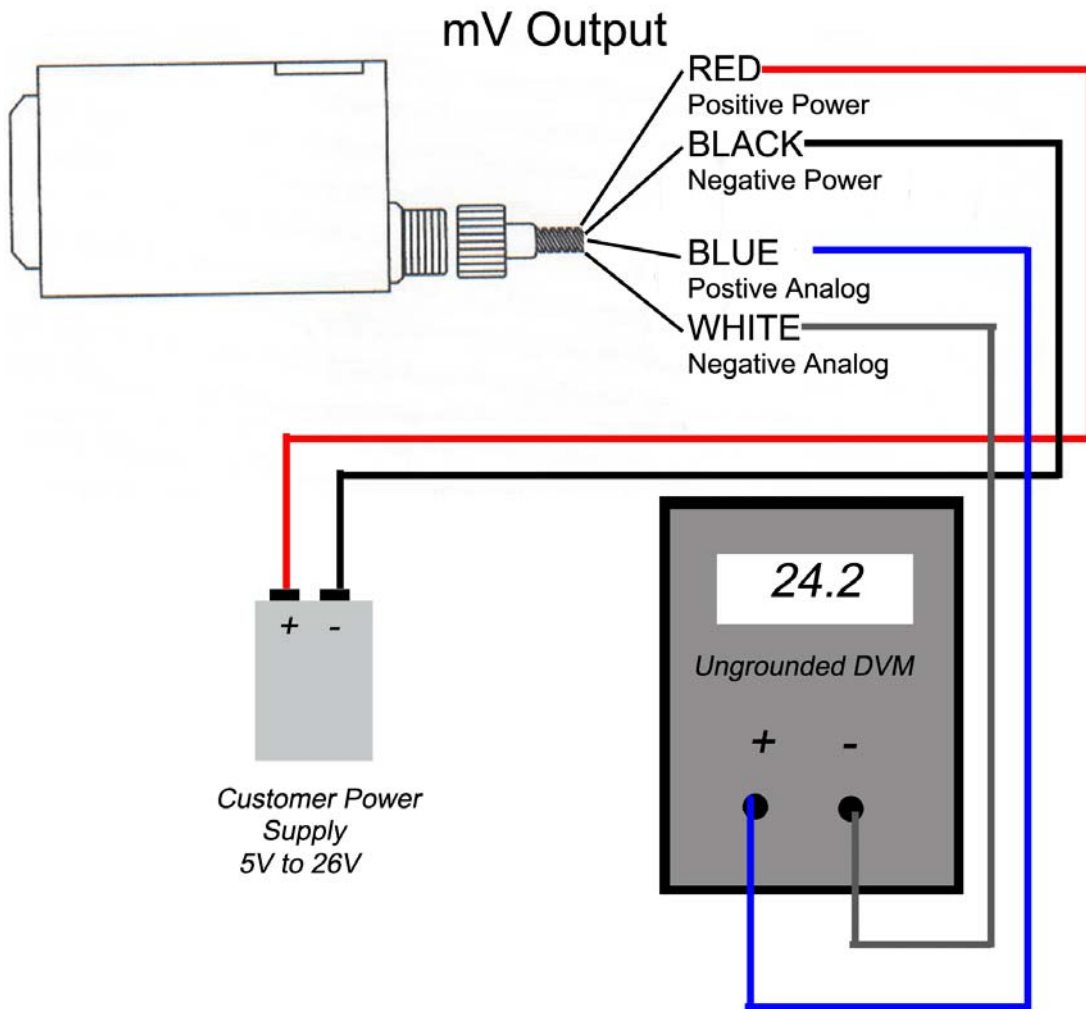 mV Output
RED
Positive Power
BLACK
Negative Power
BLUE
Postive Analog
WHITE
Negative Analog
24.2
Ungrounded DVM
+ -
+ -
Customer Power
Supply
5V to 26V